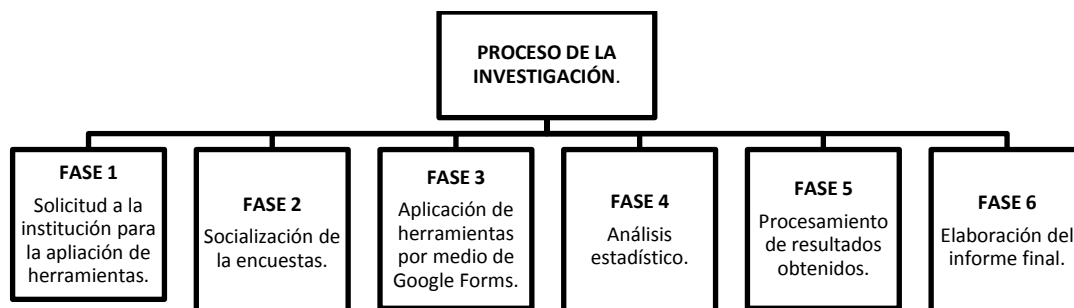 PROCESO DE LA
INVESTIGACIÓN.
FASE 1
Solicitud a la
institución para
la apliación de
herramientas.
FASE 2
Socialización de
la encuestas.
FASE 3
Aplicación de
herramientas
por medio de
Google Forms.
FASE 4
Análisis
estadístico.
FASE 5
Procesamiento
de resultados
obtenidos.
FASE 6
Elaboración del
informe final.